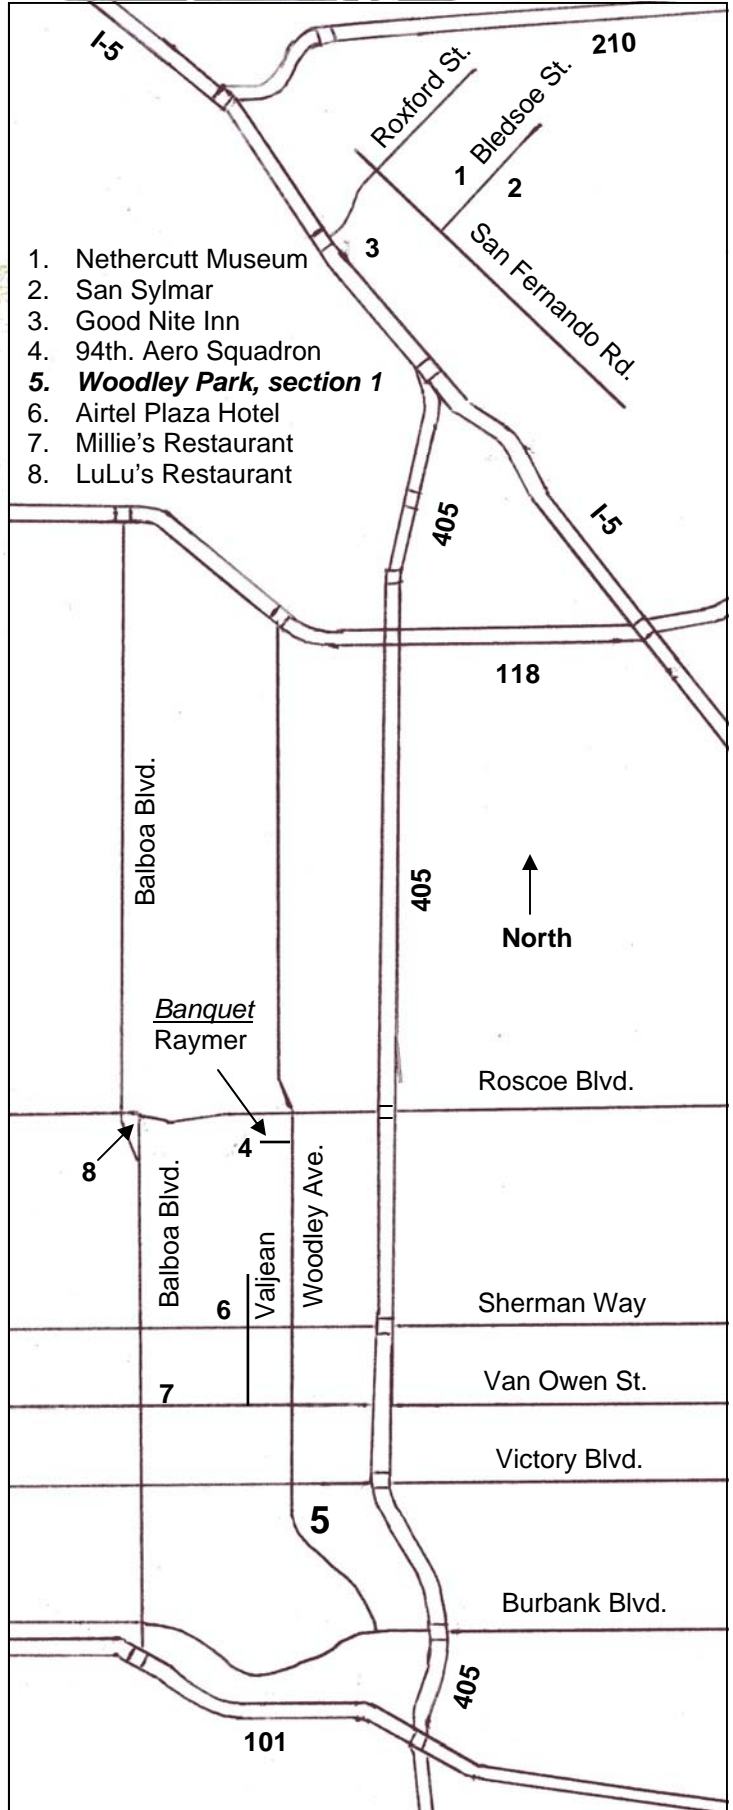 I-5
210
Roxford St.
Bledsoe St.
1
2
3
San Fernando Rd.
1. Nethercutt Museum
2. San Sylmar
3. Good Nite Inn
4. 94th. Aero Squadron
5. Woodley Park, section 1
6. Airtel Plaza Hotel
7. Millie's Restaurant
8. LuLu's Restaurant
405
I-5
118
Balboa Blvd.
405
North
Banquet
Raymer
Roscoe Blvd.
4
8
Balboa Blvd.
Valjean
Woodley Ave.
6
Sherman Way
7
Van Owen St.
Victory Blvd.
5
Burbank Blvd.
405
101